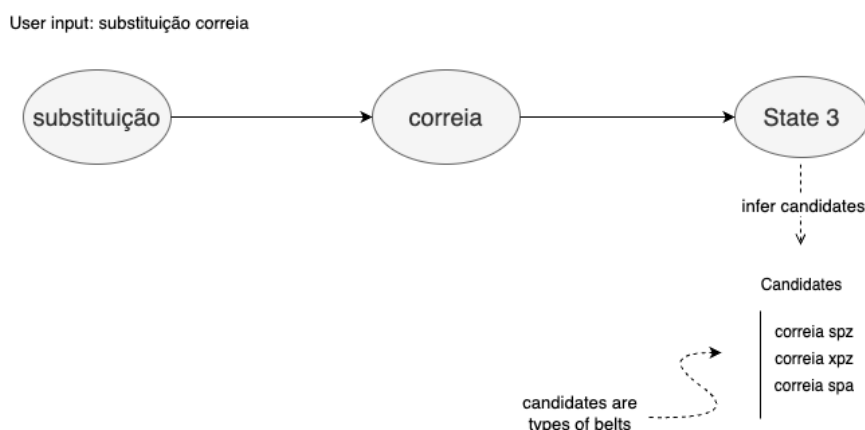 User input: substituição correia
substituição
correia
State 3
infer candidates
Candidates
correia spz
correia xpz
correia spa
candidates are
types of belts